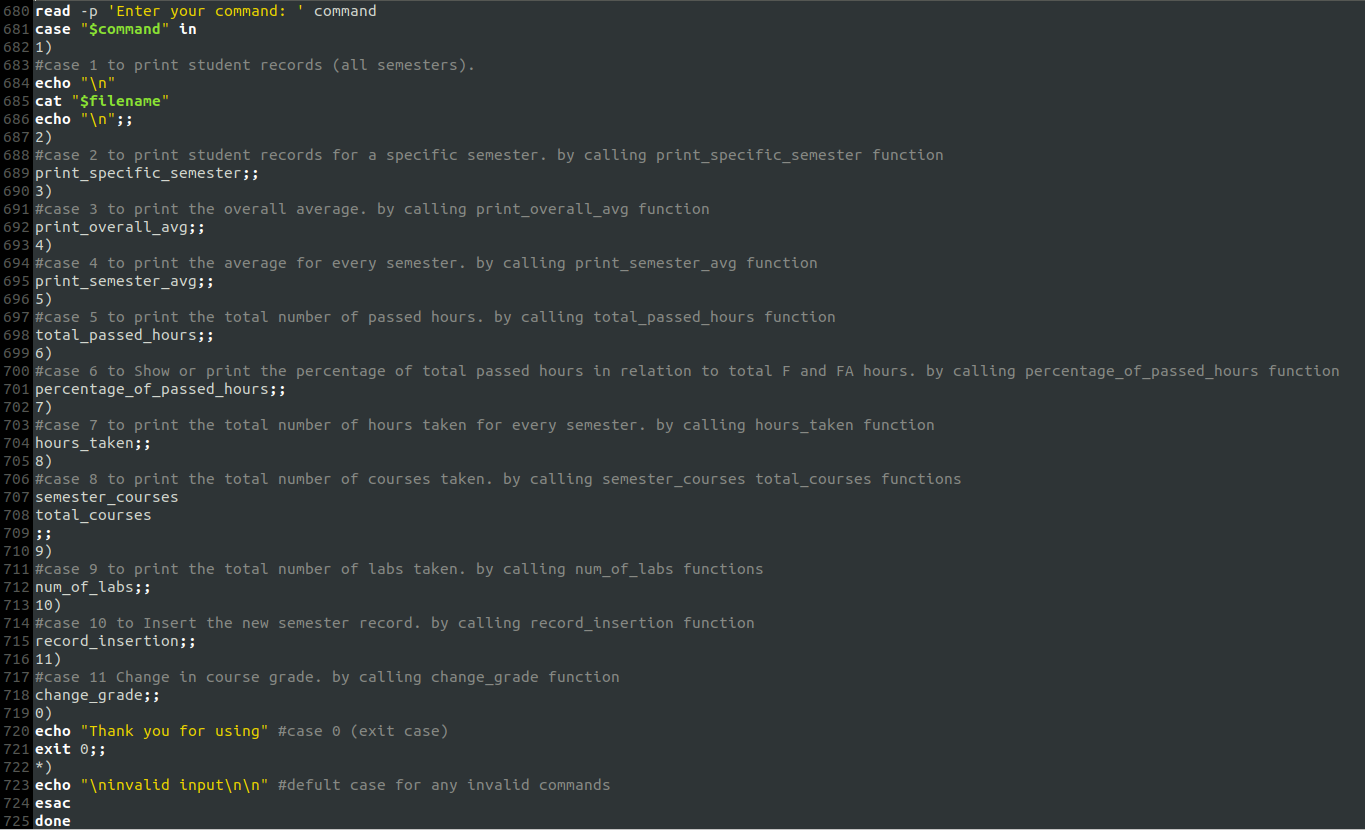 680 read -p 'Enter your command: ' command
681 case "$command" in
682 1)
683 #case 1 to print student records (all semesters).
684 echo "\n"
685 cat "$filename"
686 echo "\n";;
687 2)
688 #case 2 to print student records for a specific semester. by calling print_specific_semester function
689 print_specific_semester;;
690 3)
691 #case 3 to print the overall average. by calling print_overall_avg function
692 print_overall_avg;;
693 4)
694 #case 4 to print the average for every semester. by calling print_semester_avg function
695 print_semester_avg;;
696 5)
697 #case 5 to print the total number of passed hours. by calling total_passed_hours function
698 total_passed_hours;;
699 6)
700 #case 6 to Show or print the percentage of total passed hours in relation to total F and FA hours. by calling percentage_of_passed_hours function
701 percentage_of_passed_hours;;
702 7)
703 #case 7 to print the total number of hours taken for every semester. by calling hours_taken function
704 hours_taken;;
705 8)
706 #case 8 to print the total number of courses taken. by calling semester_courses total_courses functions
707 semester_courses
708 total_courses
709 ;;
710 9)
711 #case 9 to print the total number of labs taken. by calling num_of_labs functions
712 num_of_labs;;
713 10)
714 #case 10 to Insert the new semester record. by calling record_insertion function
715 record_insertion;;
716 11)
717 #case 11 Change in course grade. by calling change_grade function
718 change_grade;;
719 0)
720 echo "Thank you for using" #case 0 (exit case)
721 exit 0;;
722 *)
723 echo "\ninvalid input\n\n" #defult case for any invalid commands
724 esac
725 done